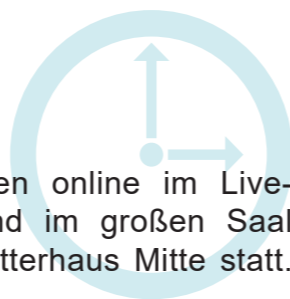 en online im Live-
nd im großen Saal
tterhaus Mitte statt.